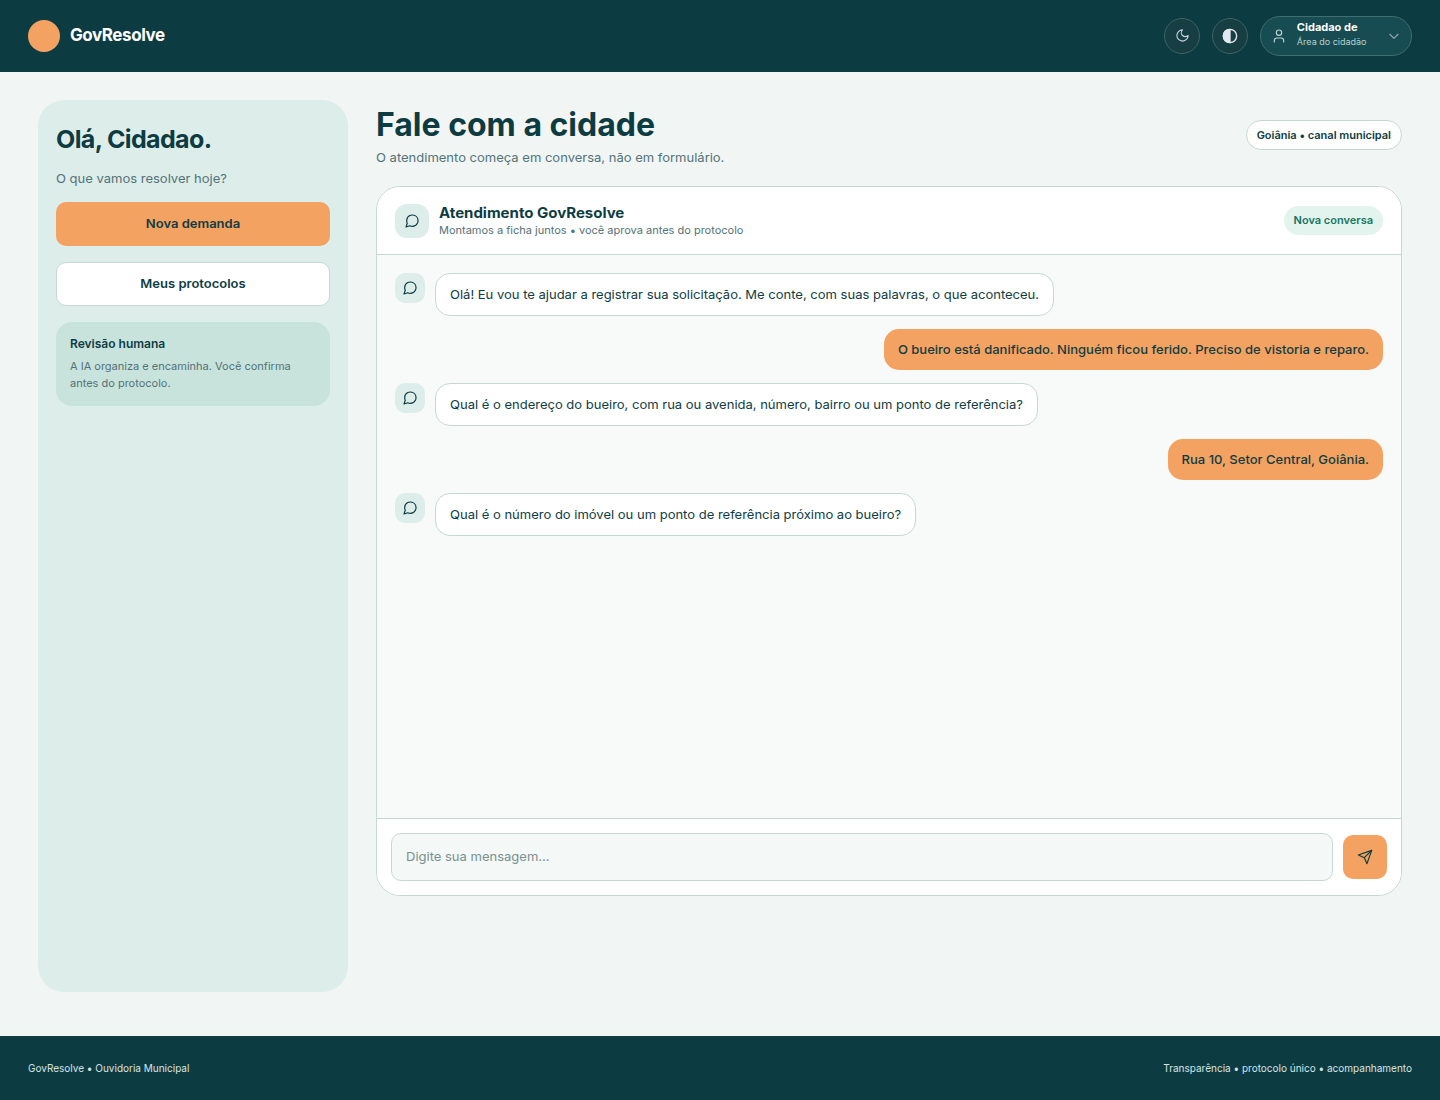 GovResolve
Cidadao de
Área do cidadão
Olá, Cidadao.
O que vamos resolver hoje?
Nova demanda
Meus protocolos
Revisão humana
A IA organiza e encaminha. Você confirma
antes do protocolo.
Fale com a cidade
O atendimento começa em conversa, não em formulário.
Goiânia • canal municipal
Atendimento GovResolve
Montamos a ficha juntos • você aprova antes do protocolo
Nova conversa
Olá! Eu vou te ajudar a registrar sua solicitação. Me conte, com suas palavras, o que aconteceu.
O bueiro está danificado. Ninguém ficou ferido. Preciso de vistoria e reparo.
Qual é o endereço do bueiro, com rua ou avenida, número, bairro ou um ponto de referência?
Rua 10, Setor Central, Goiânia.
Qual é o número do imóvel ou um ponto de referência próximo ao bueiro?
Digite sua mensagem...
GovResolve • Ouvidoria Municipal
Transparência • protocolo único • acompanhamento